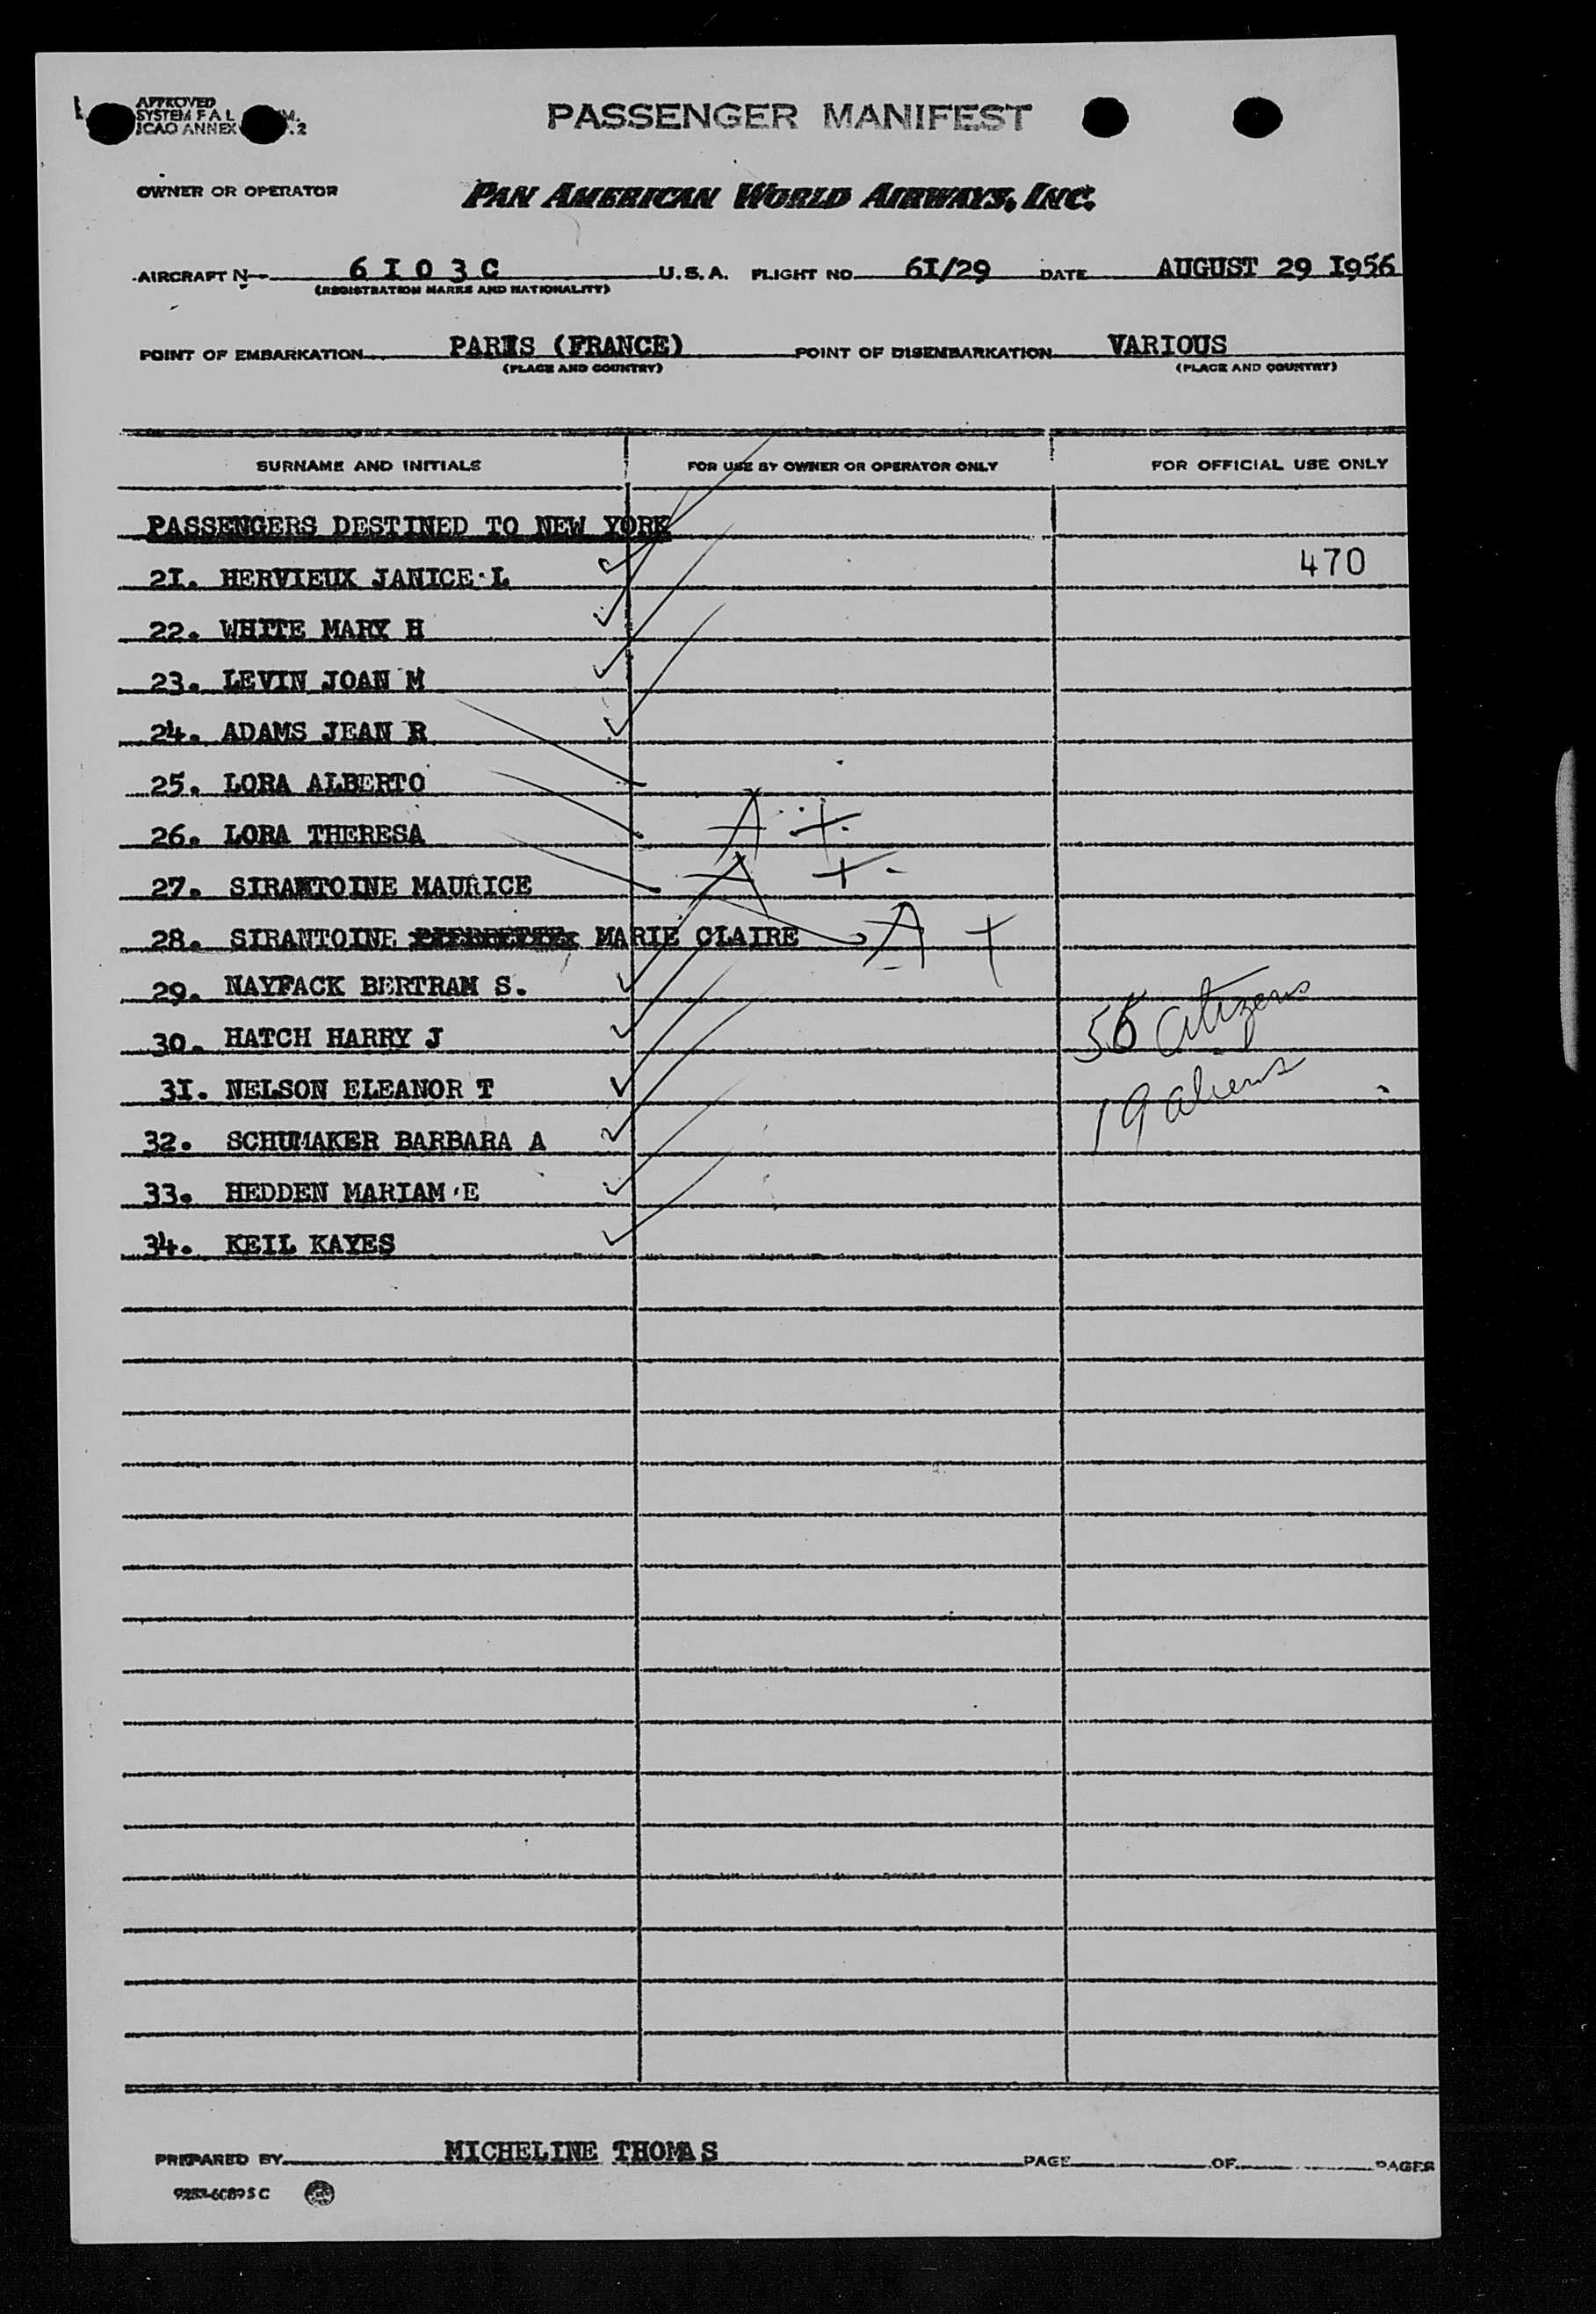 APPROVED
SYSTEM F A L M.
ICAO ANNEX .2
PASSENGER MANIFEST
OWNER OR OPERATOR PAN AMERICAN WORLD AIRWAYS, INC.
AIRCRAFT N- 6 I 0 3 C U.S.A. FLIGHT NO. 6I/29 DATE AUGUST 29 I956
(REGISTRATION MARKS AND NATIONALITY)
POINT OF EMBARKATION PARIS (FRANCE) POINT OF DISEMBARKATION VARIOUS
(PLACE AND COUNTRY) (PLACE AND COUNTRY)
SURNAME AND INITIALS FOR USE BY OWNER OR OPERATOR ONLY FOR OFFICIAL USE ONLY
PASSENGERS DESTINED TO NEW YORK
470
2I. HERVIEUX JANICE L
22. WHITE MARY H
23. LEVIN JOAN M
24. ADAMS JEAN R
25. LORA ALBERTO
26. LORA THERESA A +
27. SIRANTOINE MAURICE A +
28. SIRANTOINE MARIE CLAIRE A +
29. NAYFACK BERTRAM S.
30. HATCH HARRY J 56 citizens
3I. NELSON ELEANOR T 19 aliens
32. SCHUMAKER BARBARA A
33. HEDDEN MARIAM E
34. KEIL KAYES
PREPARED BY MICHELINE THOMAS PAGE OF PAGES